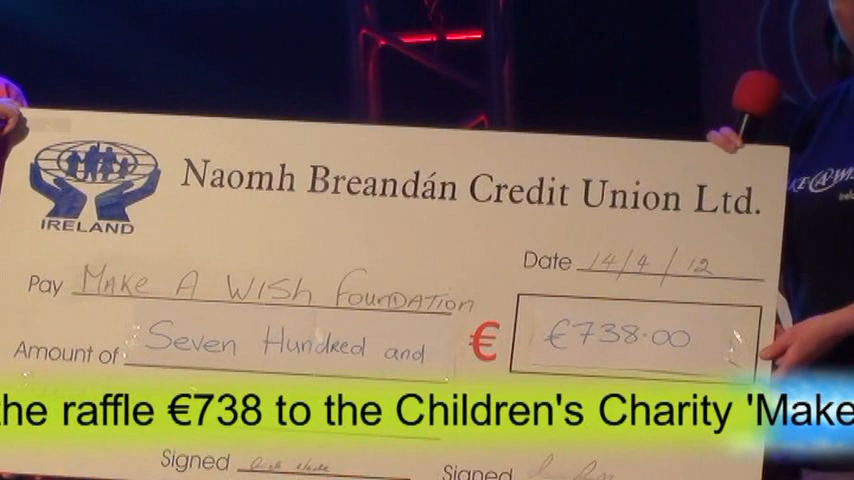 Naomh Breandán Credit Union Ltd.
IRELAND
Date 14/4/12
Pay MAKE A WISH FOUNDATION
Amount of Seven Hundred and € €738.00
the raffle €738 to the Children's Charity 'Make
Signed Signed